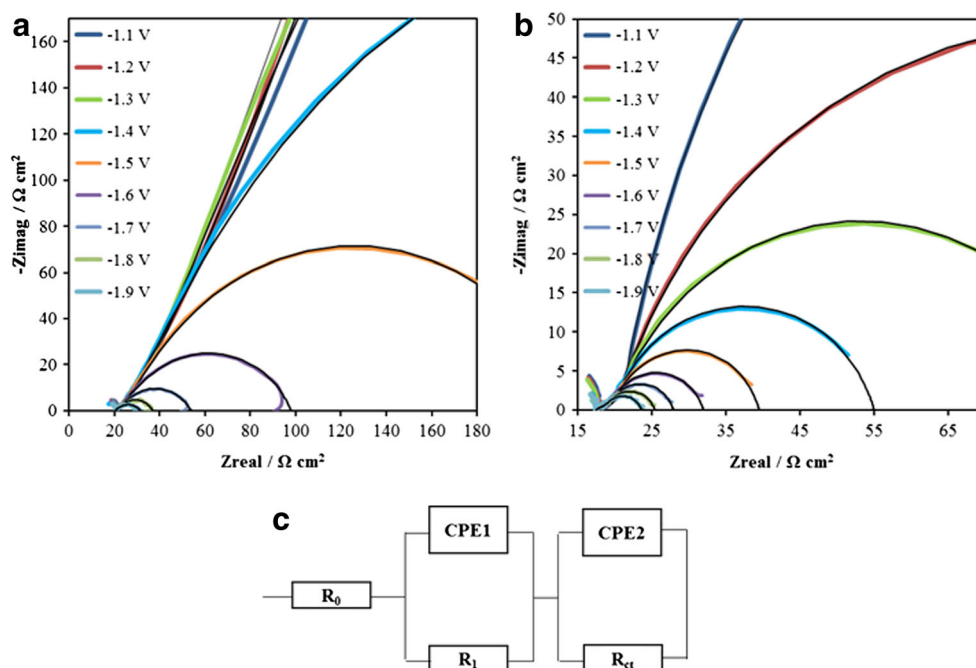 a
160
140
120
100
80
60
40
20
0
-1.1 V
-1.2 V
-1.3 V
-1.4 V
-1.5 V
-1.6 V
-1.7 V
-1.8 V
-1.9 V
-Zimag / Ω cm²
0 20 40 60 80 100 120 140 160 180
Zreal / Ω cm²
b
50
45
40
35
30
25
20
15
10
5
0
-1.1 V
-1.2 V
-1.3 V
-1.4 V
-1.5 V
-1.6 V
-1.7 V
-1.8 V
-1.9 V
-Zimag / Ω cm²
15 25 35 45 55 65
Zreal / Ω cm²
c
CPE1 CPE2
R₀
R₁ Rct